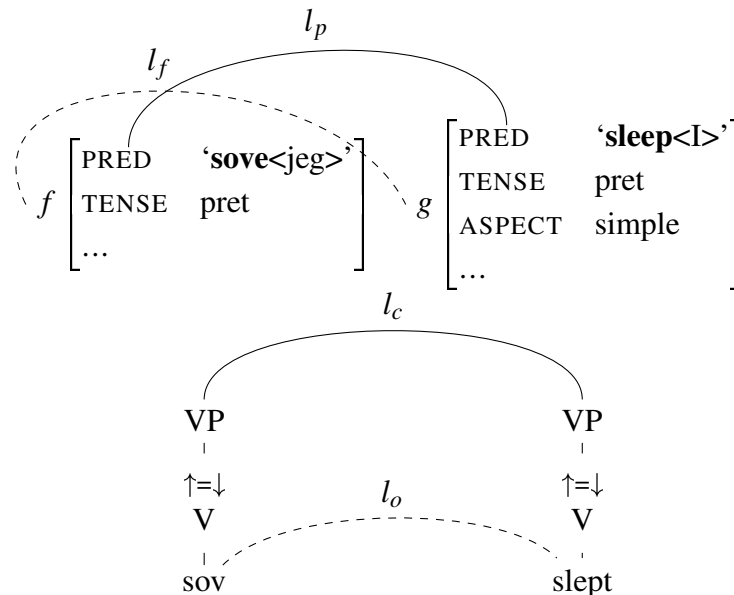 l_p
l_f
f [ PRED ‘sove<jeg>’
TENSE pret
... ]
g [ PRED ‘sleep<I>’
TENSE pret
ASPECT simple
... ]
l_c
VP VP
↑=↓ ↑=↓
V l_o V
sov slept